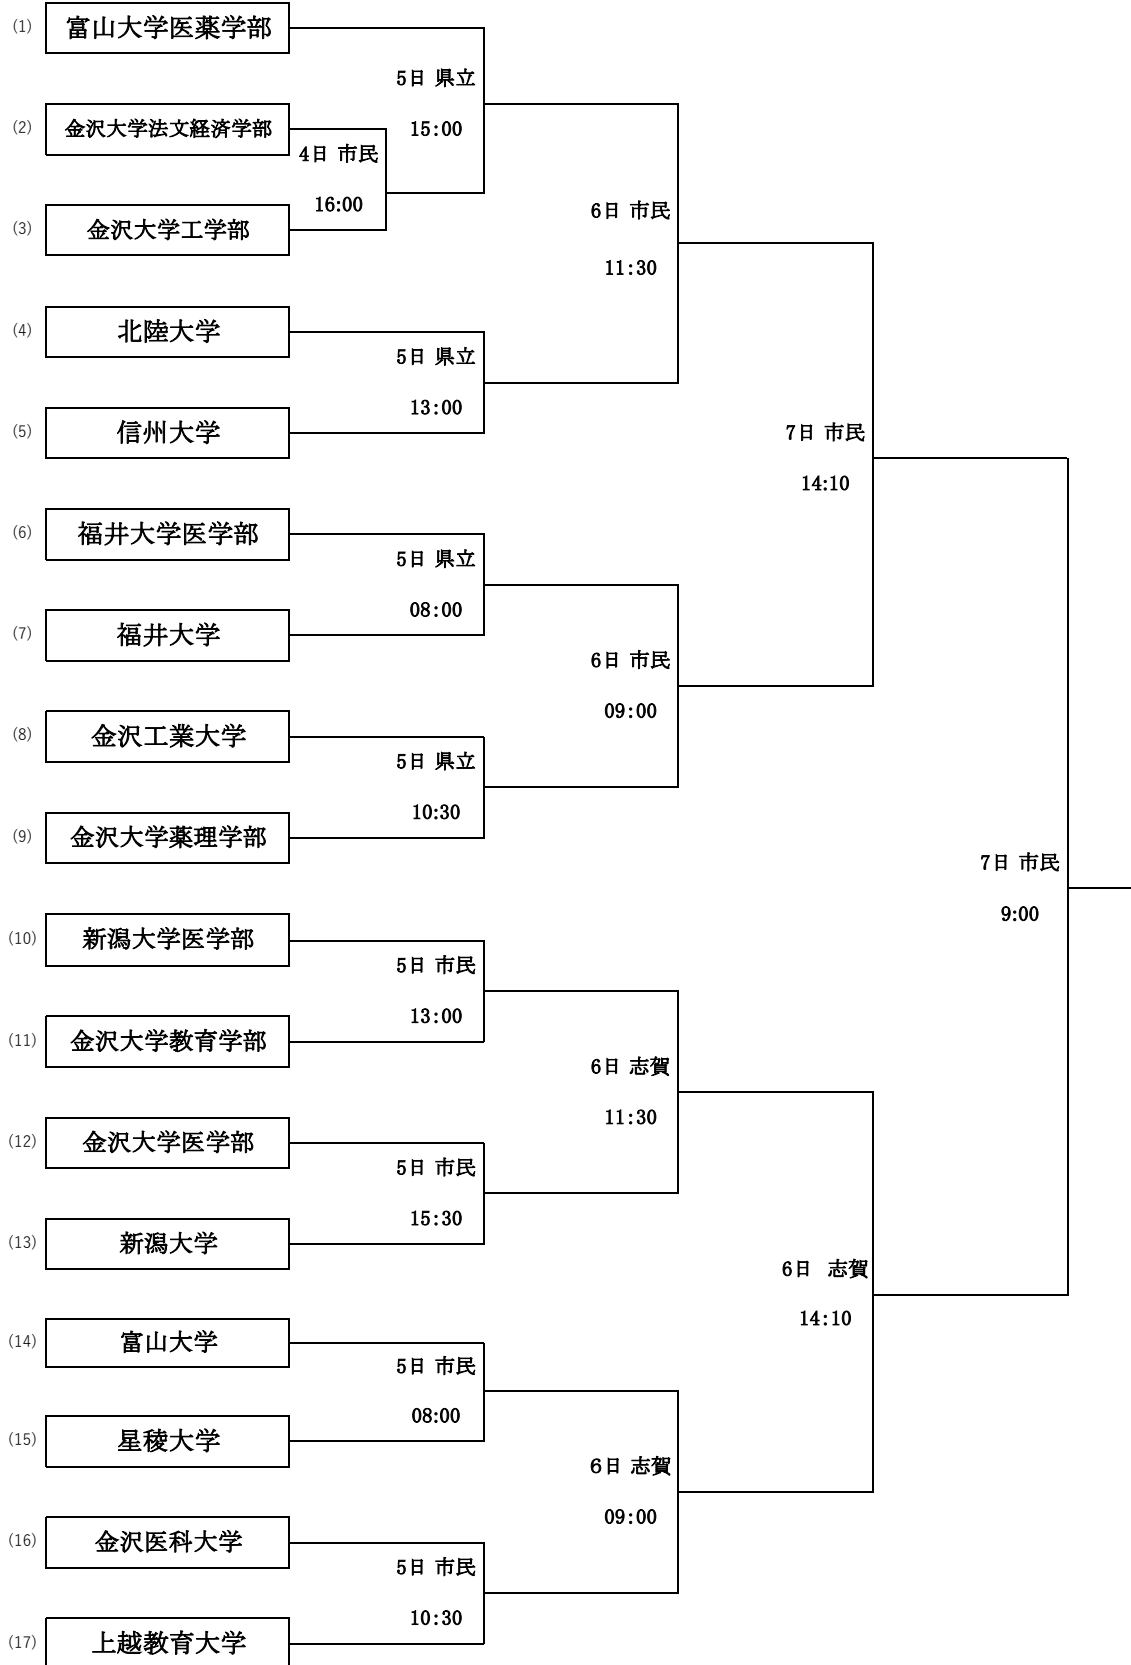 (1) 富山大学医薬学部
5日 県立
15:00
(2) 金沢大学法文経済学部
4日 市民
16:00
(3) 金沢大学工学部
6日 市民
11:30
(4) 北陸大学
5日 県立
13:00
(5) 信州大学
7日 市民
14:10
(6) 福井大学医学部
5日 県立
08:00
(7) 福井大学
6日 市民
09:00
(8) 金沢工業大学
5日 県立
10:30
(9) 金沢大学薬理学部
7日 市民
9:00
(10) 新潟大学医学部
5日 市民
13:00
(11) 金沢大学教育学部
6日 志賀
11:30
(12) 金沢大学医学部
5日 市民
15:30
(13) 新潟大学
6日 志賀
14:10
(14) 富山大学
5日 市民
08:00
(15) 星稜大学
6日 志賀
09:00
(16) 金沢医科大学
5日 市民
10:30
(17) 上越教育大学